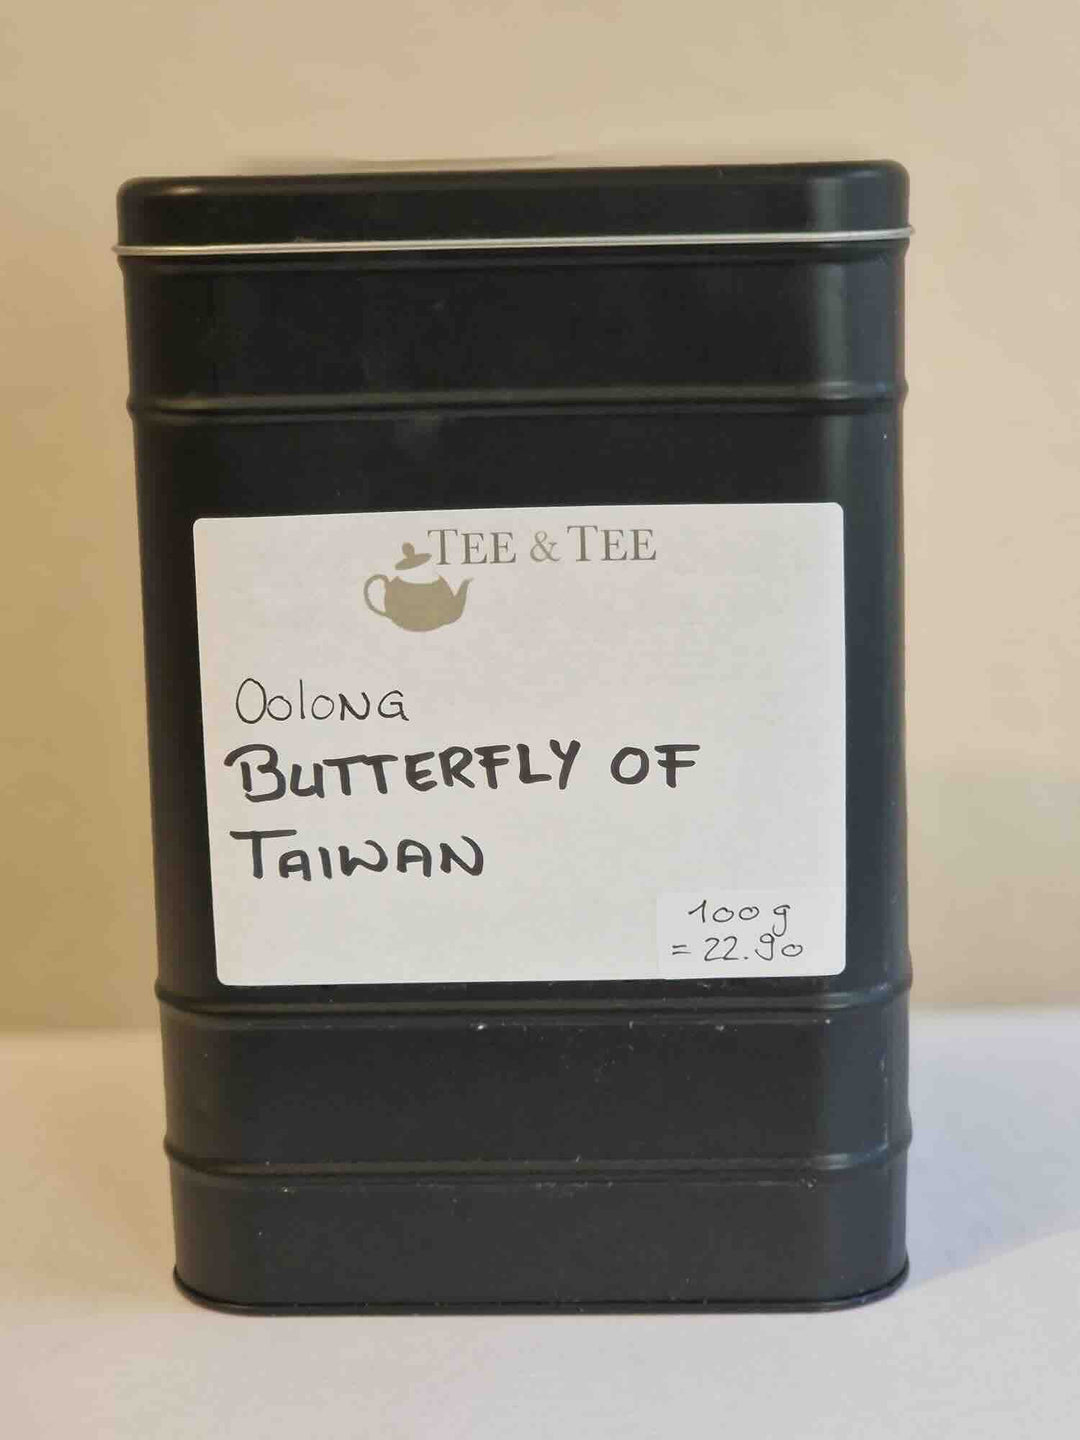 TEE & TEE
OolONG
BUTTERFLY OF
TAIWAN
100 g
= 22.90